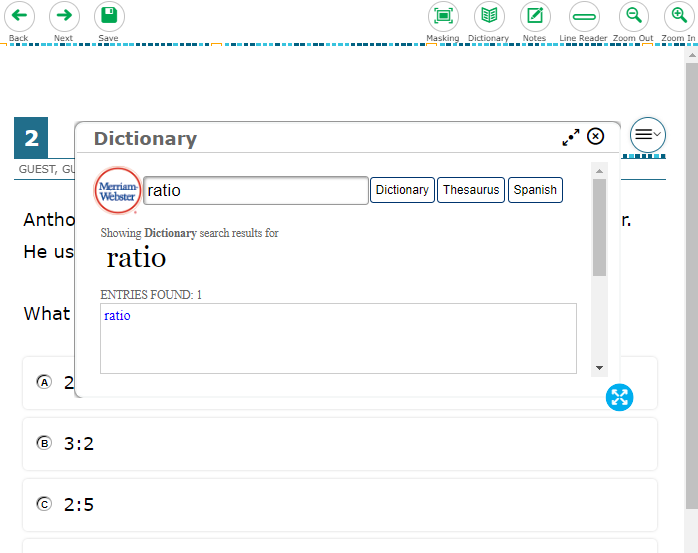 Back Next Save Masking Dictionary Notes Line Reader Zoom Out Zoom In
2
Dictionary
GUEST, GU
Merriam-
Webster
ratio Dictionary Thesaurus Spanish
Antho r.
Showing Dictionary search results for
He us
ratio
ENTRIES FOUND: 1
What
ratio
A 2
B 3:2
C 2:5